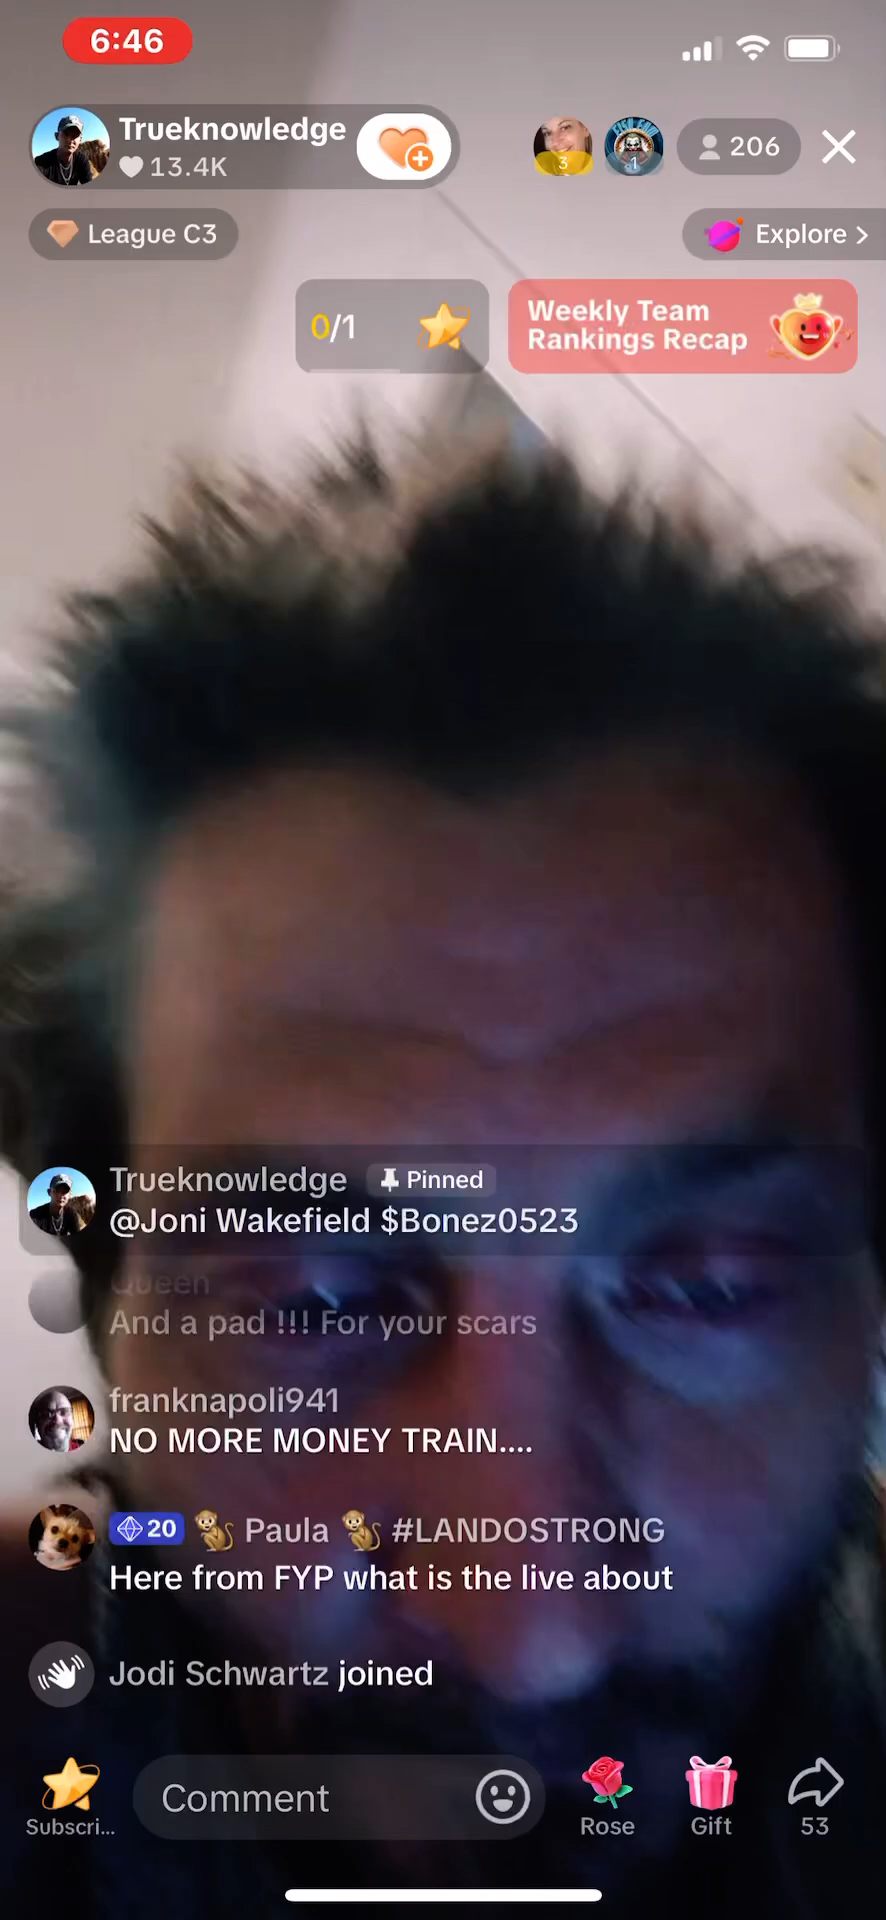 6:46
Trueknowledge
13.4K
3
1
206
League C3
Explore >
0/1
Weekly Team
Rankings Recap
Trueknowledge Pinned
@Joni Wakefield $Bonez0523
Queen
And a pad !!! For your scars
franknapoli941
NO MORE MONEY TRAIN....
20 🐒 Paula 🐒 #LANDOSTRONG
Here from FYP what is the live about
Jodi Schwartz joined
Subscri...
Comment
Rose
Gift
53